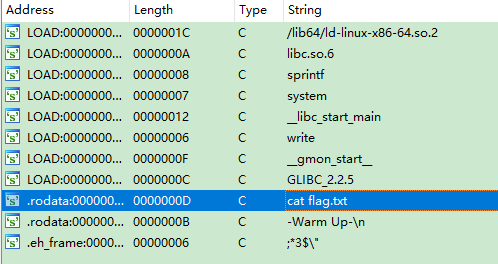 Address Length Type String
LOAD:0000000... 0000001C C /lib64/ld-linux-x86-64.so.2
LOAD:0000000... 0000000A C libc.so.6
LOAD:0000000... 00000008 C sprintf
LOAD:0000000... 00000007 C system
LOAD:0000000... 00000012 C __libc_start_main
LOAD:0000000... 00000006 C write
LOAD:0000000... 0000000F C __gmon_start__
LOAD:0000000... 0000000C C GLIBC_2.2.5
.rodata:000000... 0000000D C cat flag.txt
.rodata:000000... 0000000B C -Warm Up-\n
.eh_frame:0000... 00000006 C ;*3$\"